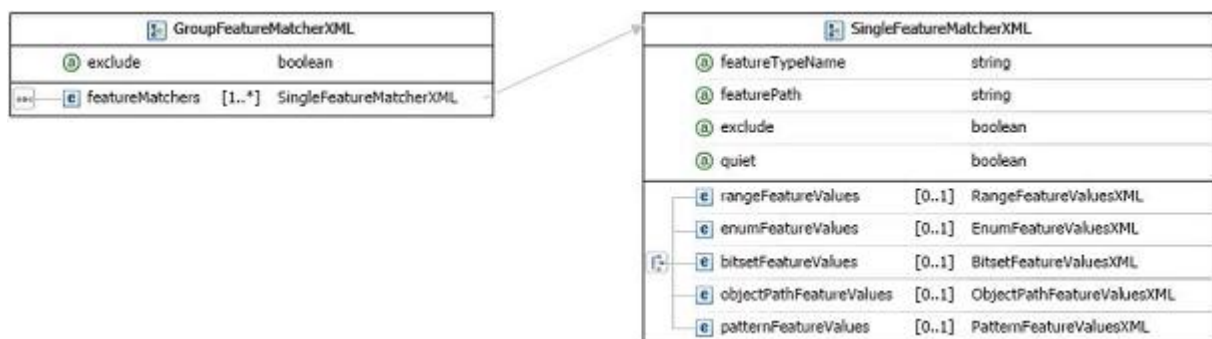 GroupFeatureMatcherXML
exclude boolean
featureMatchers [1..*] SingleFeatureMatcherXML
SingleFeatureMatcherXML
featureTypeName string
featurePath string
exclude boolean
quiet boolean
rangeFeatureValues [0..1] RangeFeatureValuesXML
enumFeatureValues [0..1] EnumFeatureValuesXML
bitsetFeatureValues [0..1] BitsetFeatureValuesXML
objectPathFeatureValues [0..1] ObjectPathFeatureValuesXML
patternFeatureValues [0..1] PatternFeatureValuesXML